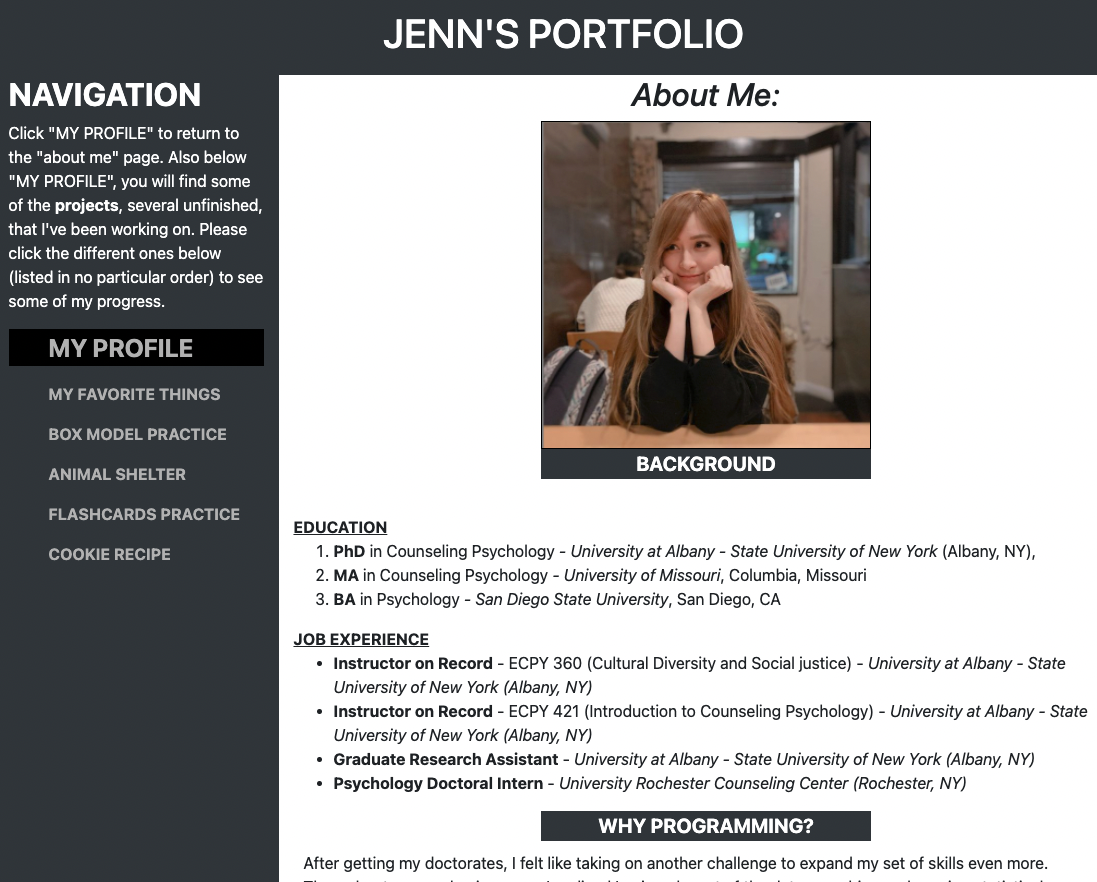 JENN'S PORTFOLIO
NAVIGATION
Click "MY PROFILE" to return to
the "about me" page. Also below
"MY PROFILE", you will find some
of the projects, several unfinished,
that I've been working on. Please
click the different ones below
(listed in no particular order) to see
some of my progress.
MY PROFILE
MY FAVORITE THINGS
BOX MODEL PRACTICE
ANIMAL SHELTER
FLASHCARDS PRACTICE
COOKIE RECIPE
About Me:
BACKGROUND
EDUCATION
1. PhD in Counseling Psychology - University at Albany - State University of New York (Albany, NY),
2. MA in Counseling Psychology - University of Missouri, Columbia, Missouri
3. BA in Psychology - San Diego State University, San Diego, CA
JOB EXPERIENCE
• Instructor on Record - ECPY 360 (Cultural Diversity and Social justice) - University at Albany - State
University of New York (Albany, NY)
• Instructor on Record - ECPY 421 (Introduction to Counseling Psychology) - University at Albany - State
University of New York (Albany, NY)
• Graduate Research Assistant - University at Albany - State University of New York (Albany, NY)
• Psychology Doctoral Intern - University Rochester Counseling Center (Rochester, NY)
WHY PROGRAMMING?
After getting my doctorates, I felt like taking on another challenge to expand my set of skills even more.